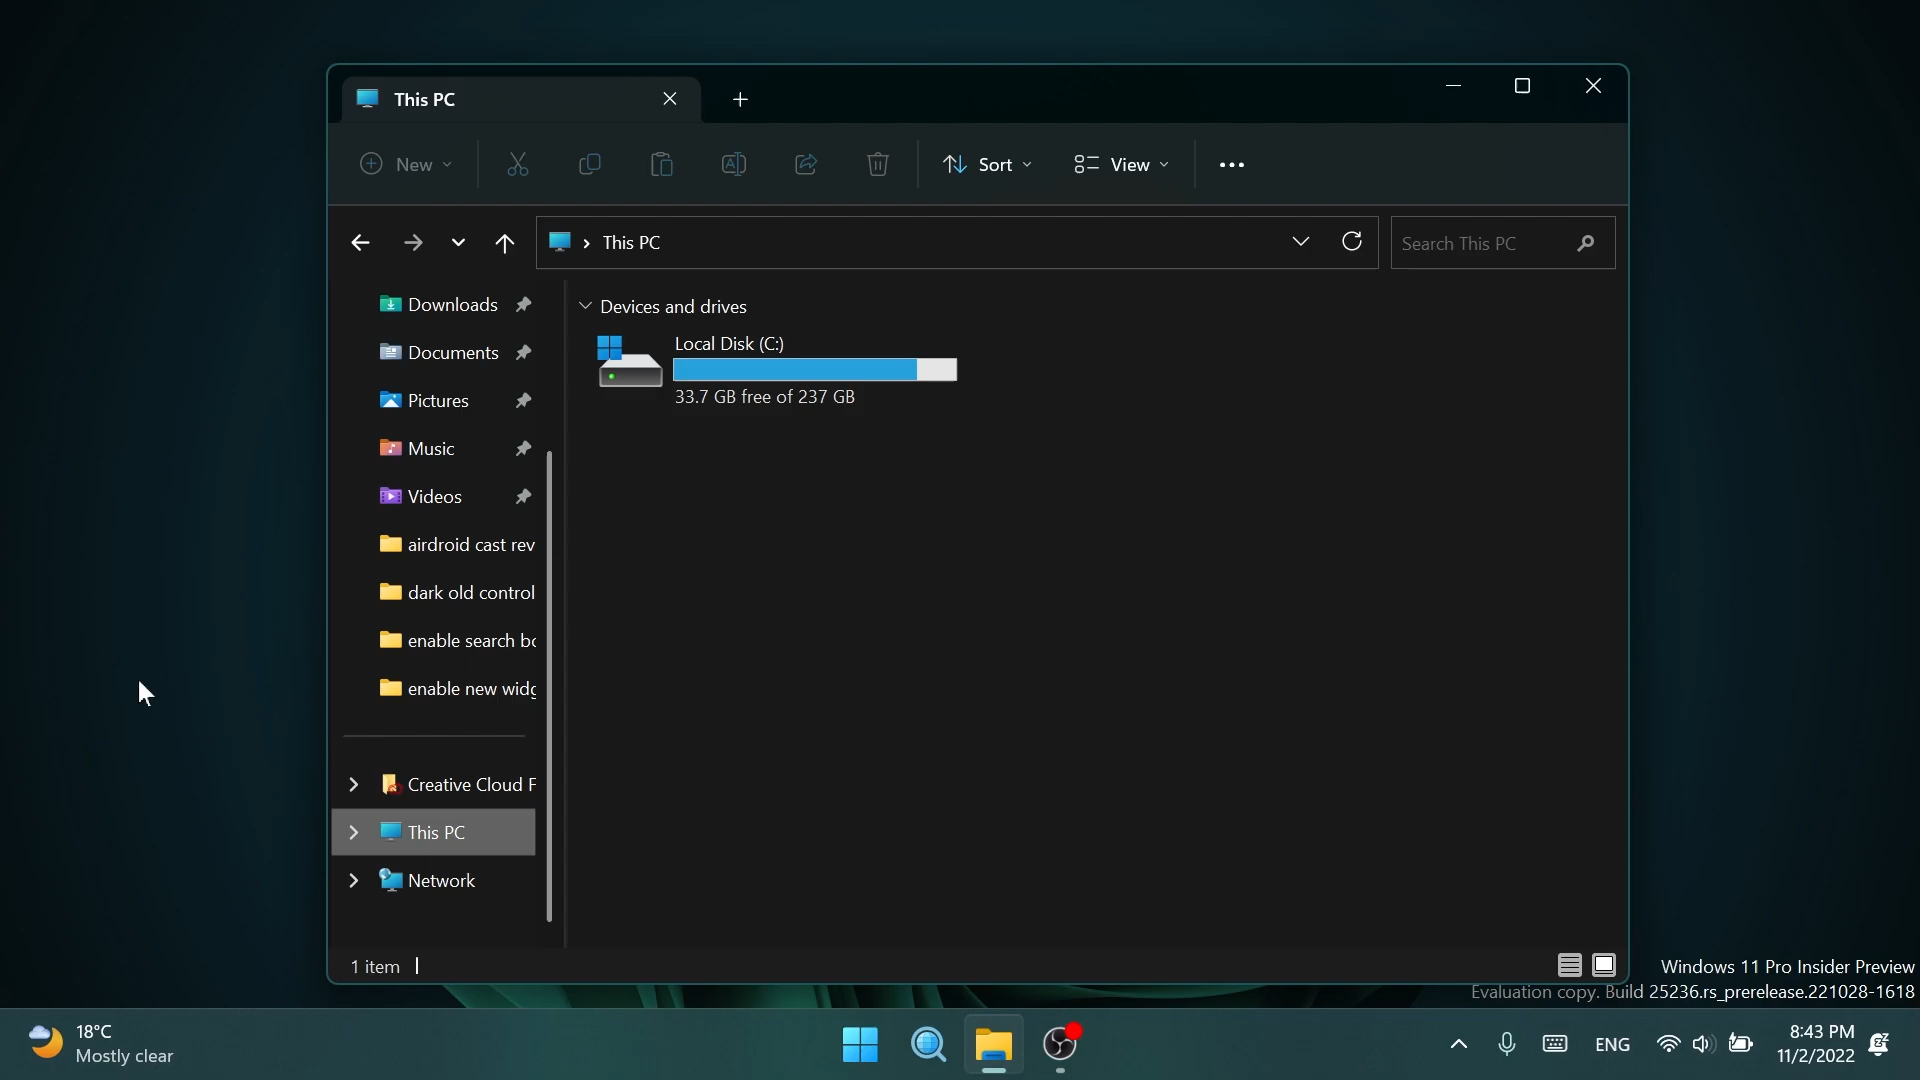 This PC
New
Sort
View
This PC
Search This PC
Downloads
Documents
Pictures
Music
Videos
airdroid cast rev
dark old control
enable search bo
enable new widg
Creative Cloud F
This PC
Network
Devices and drives
Local Disk (C:)
33.7 GB free of 237 GB
1 item
Windows 11 Pro Insider Preview
Evaluation copy. Build 25236.rs_prerelease.221028-1618
18°C
Mostly clear
ENG
8:43 PM
11/2/2022